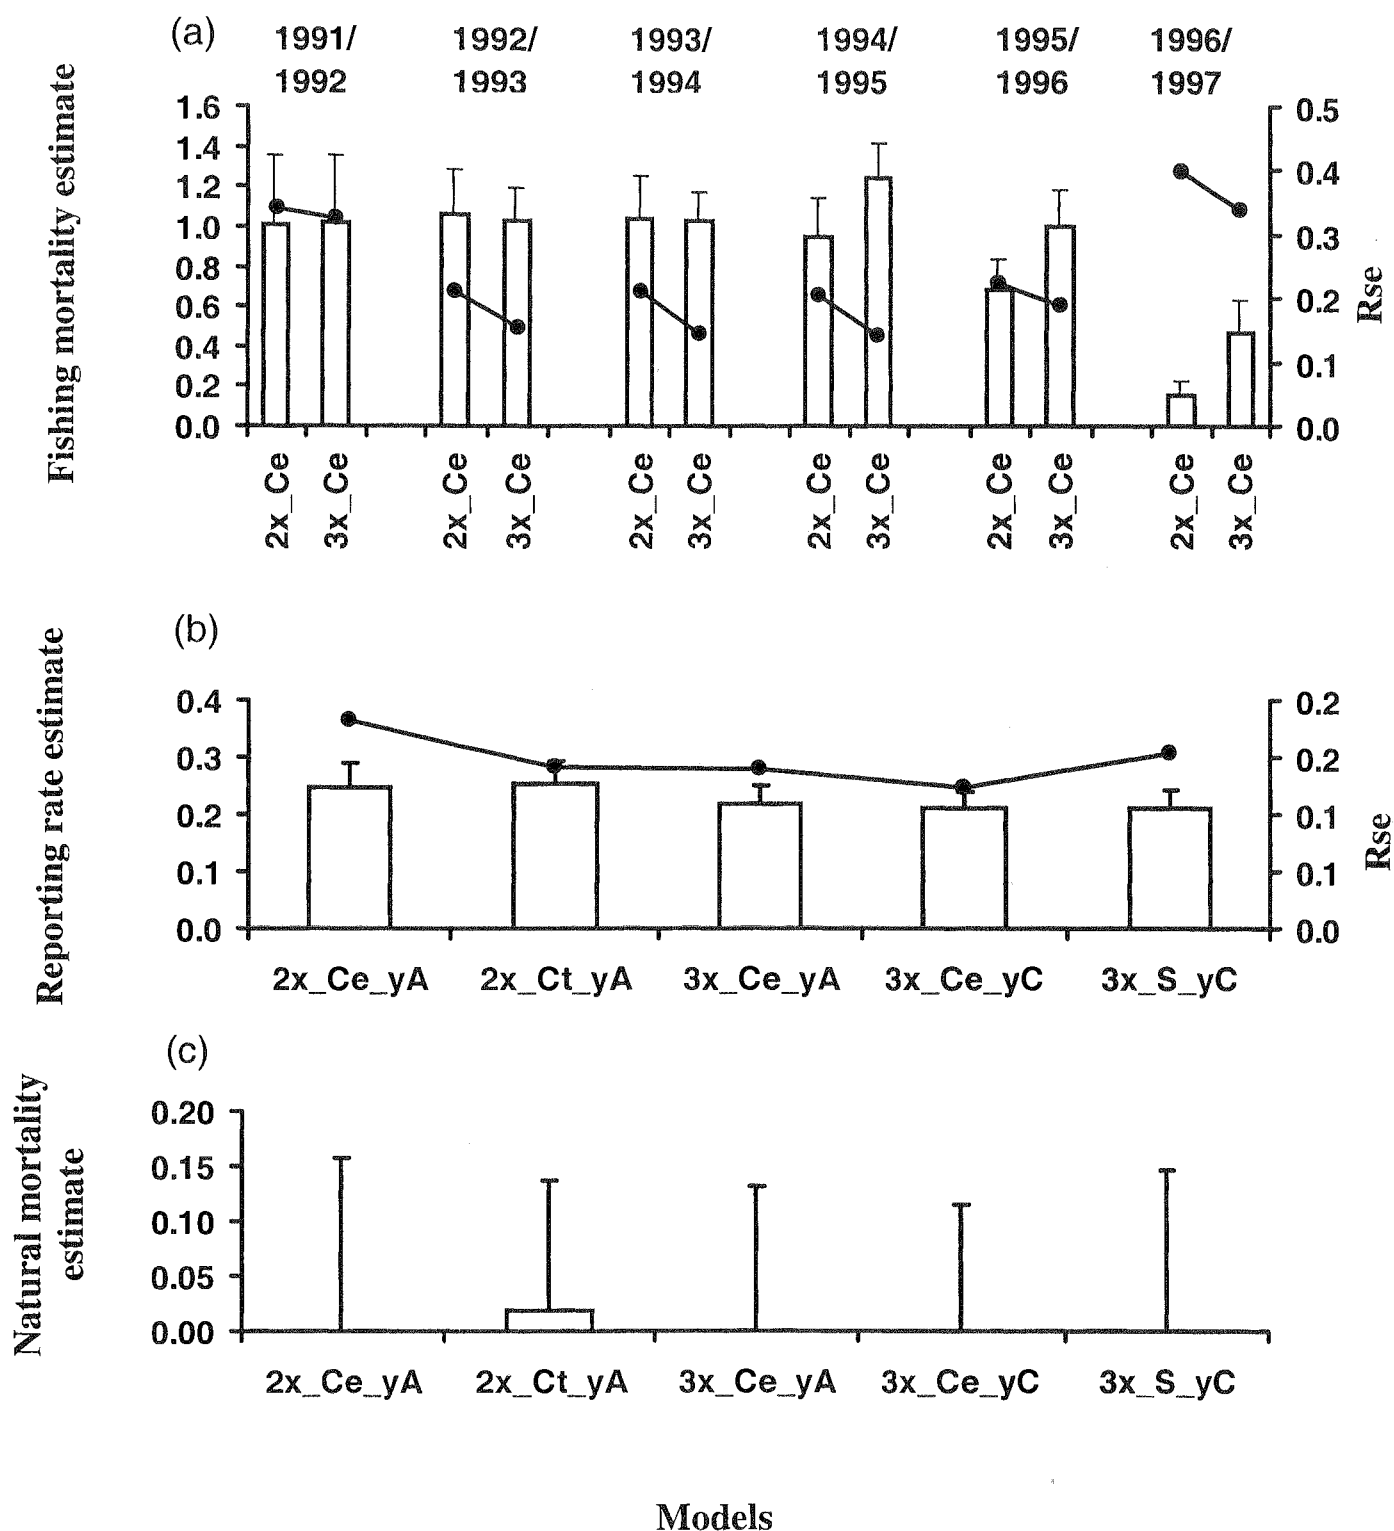 (a)
1991/ 1992/ 1993/ 1994/ 1995/ 1996/
1992 1993 1994 1995 1996 1997
Fishing mortality estimate
1.6
1.4
1.2
1.0
0.8
0.6
0.4
0.2
0.0
0.5
0.4
0.3
0.2
0.1
0.0
Rse
2x_Ce 3x_Ce 2x_Ce 3x_Ce 2x_Ce 3x_Ce 2x_Ce 3x_Ce 2x_Ce 3x_Ce 2x_Ce 3x_Ce
(b)
Reporting rate estimate
0.4
0.3
0.2
0.1
0.0
0.2
0.2
0.1
0.1
0.0
Rse
2x_Ce_yA 2x_Ct_yA 3x_Ce_yA 3x_Ce_yC 3x_S_yC
(c)
Natural mortality
estimate
0.20
0.15
0.10
0.05
0.00
2x_Ce_yA 2x_Ct_yA 3x_Ce_yA 3x_Ce_yC 3x_S_yC
Models